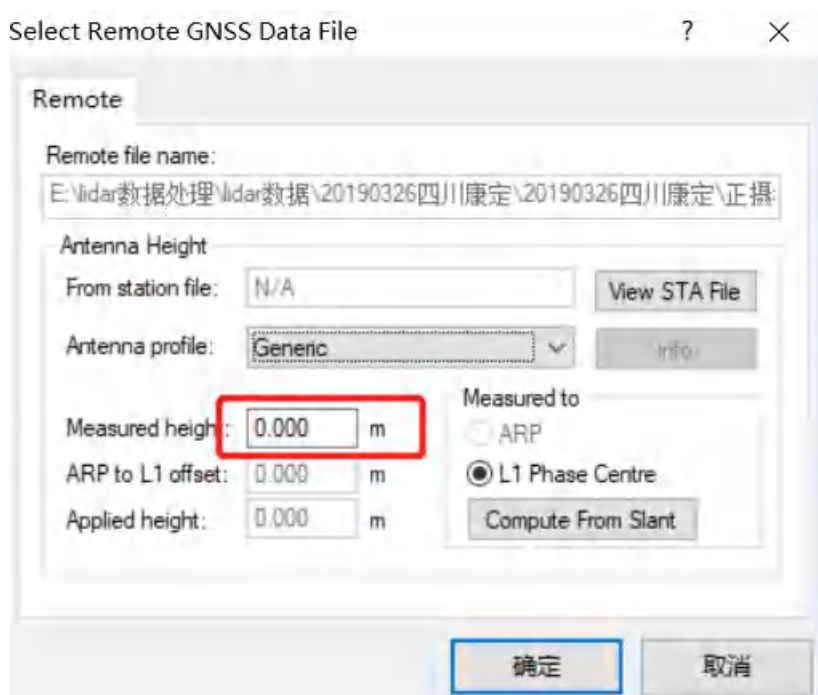 Select Remote GNSS Data File ? ×
Remote
Remote file name:
E:\lidar数据处理\lidar数据\20190326四川康定\20190326四川康定\正摄
Antenna Height
From station file: N/A View STA File
Antenna profile: Generic Info
Measured to
Measured height: 0.000 m
ARP
ARP to L1 offset: 0.000 m
L1 Phase Centre
Applied height: 0.000 m
Compute From Slant
确定 取消